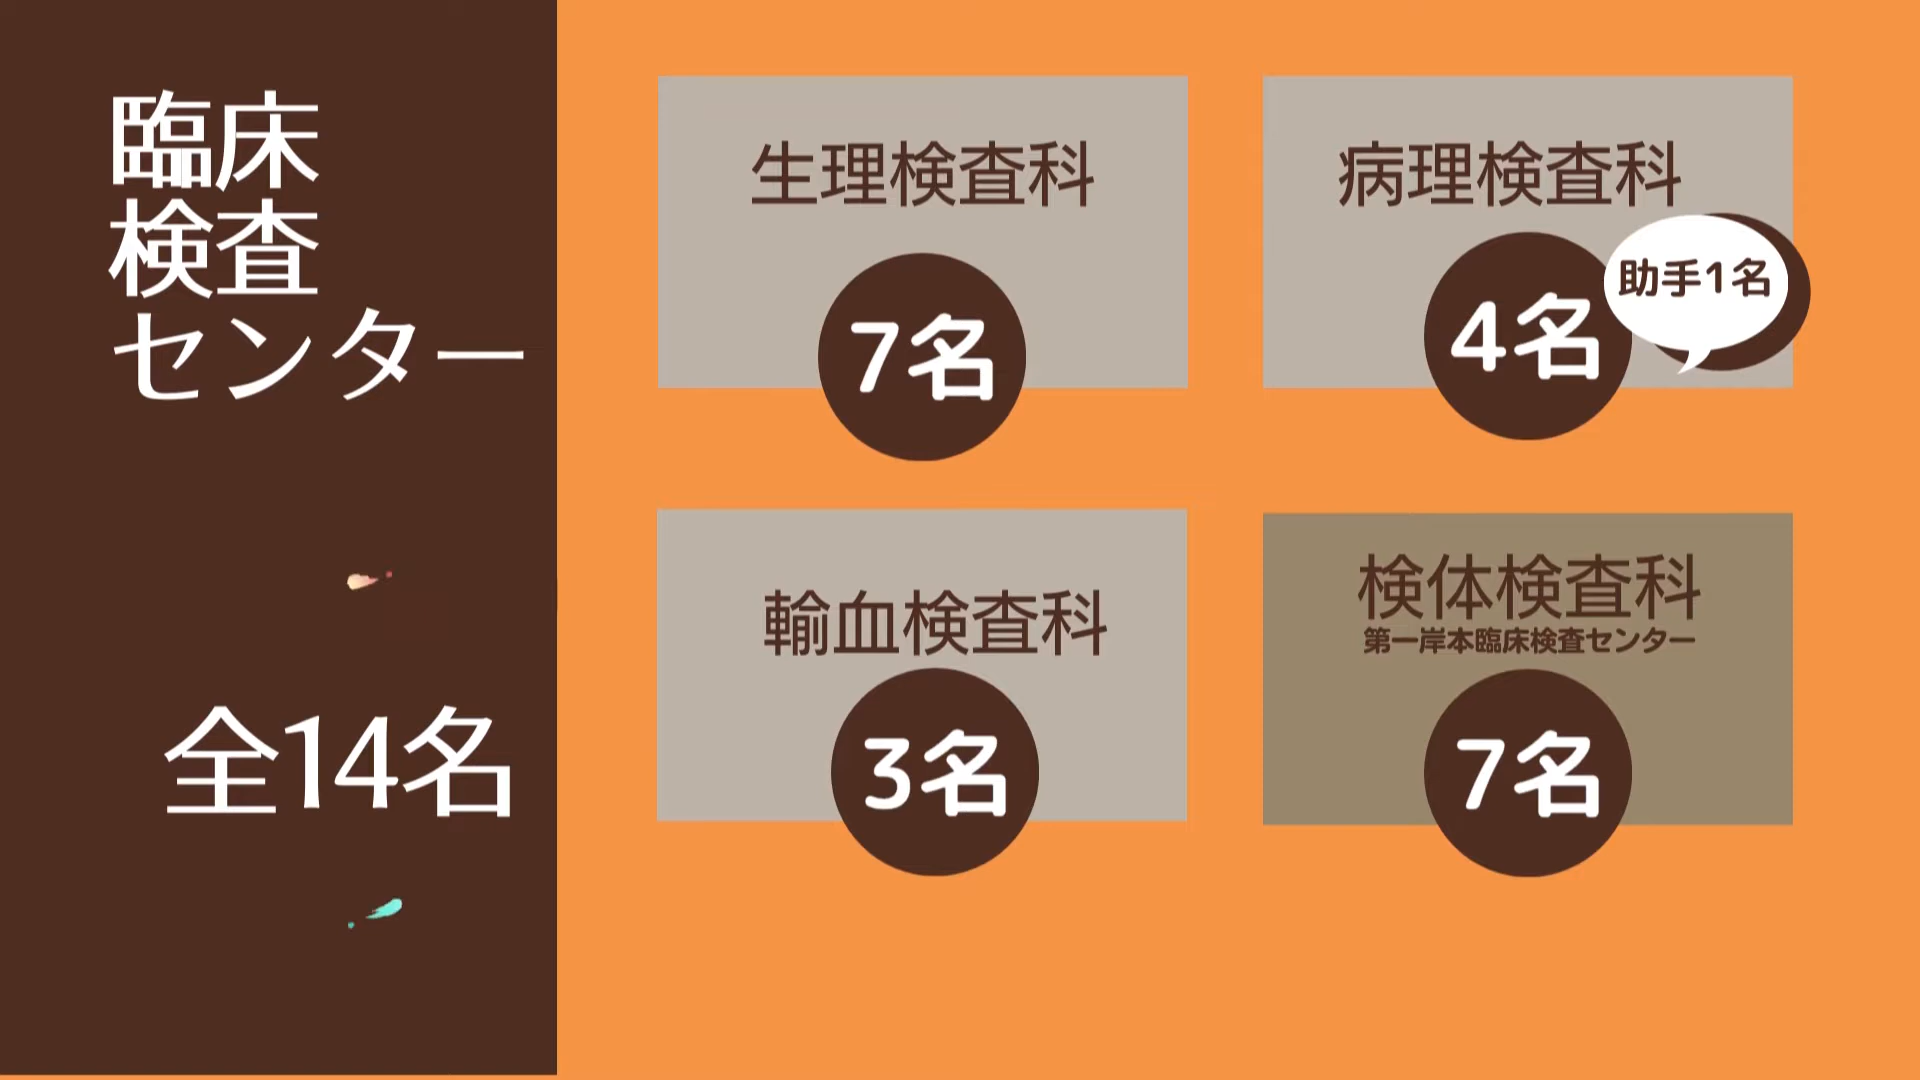 臨床
検査
センター
全14名
生理検査科
7名
病理検査科
4名
助手1名
輸血検査科
3名
検体検査科
第一岸本臨床検査センター
7名